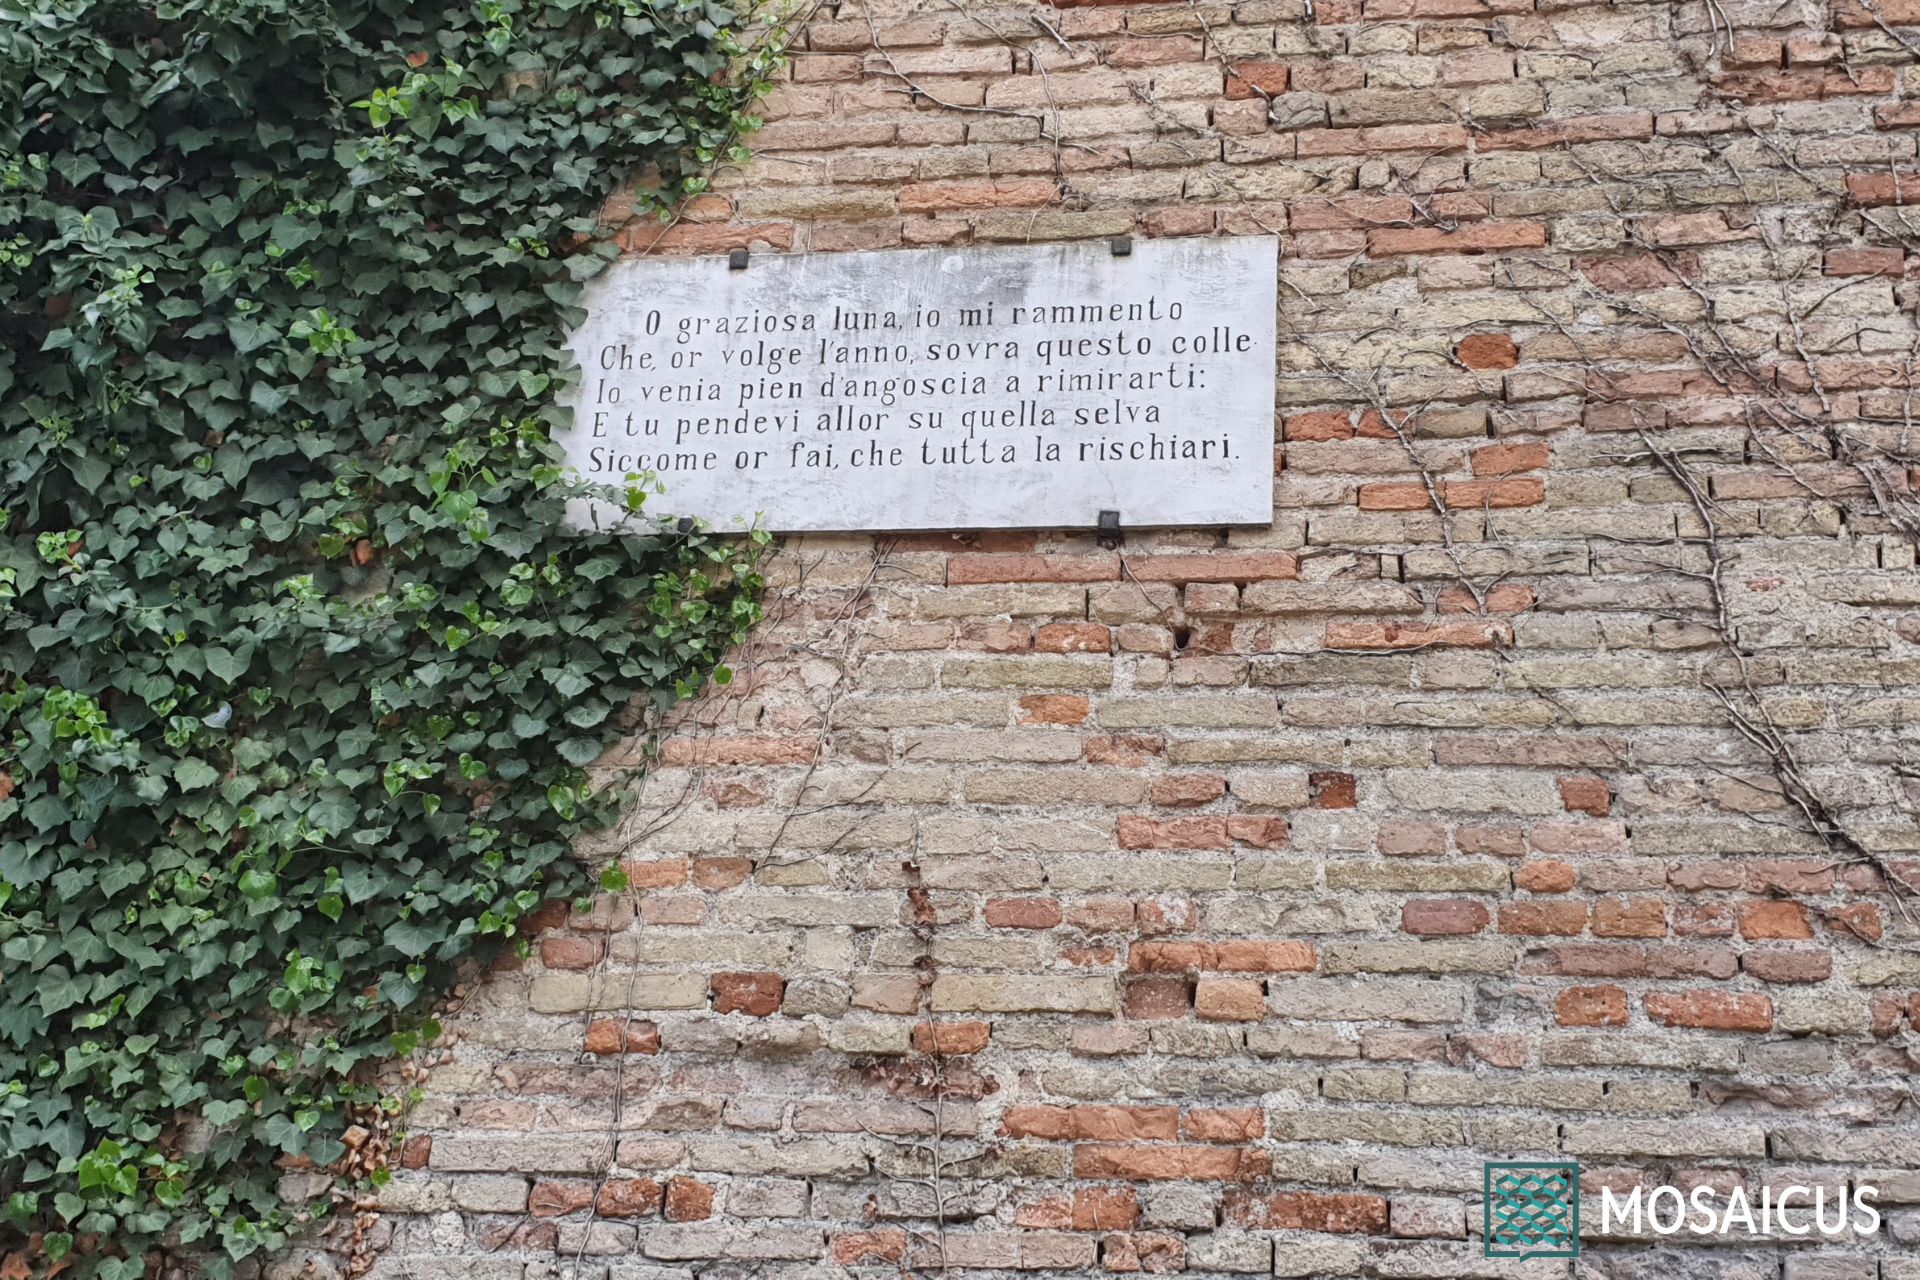 O graziosa luna, io mi rammento
Che, or volge l'anno, sovra questo colle
Io venia pien d'angoscia a rimirarti:
E tu pendevi allor su quella selva
Siccome or fai, che tutta la rischiari.
MOSAICUS